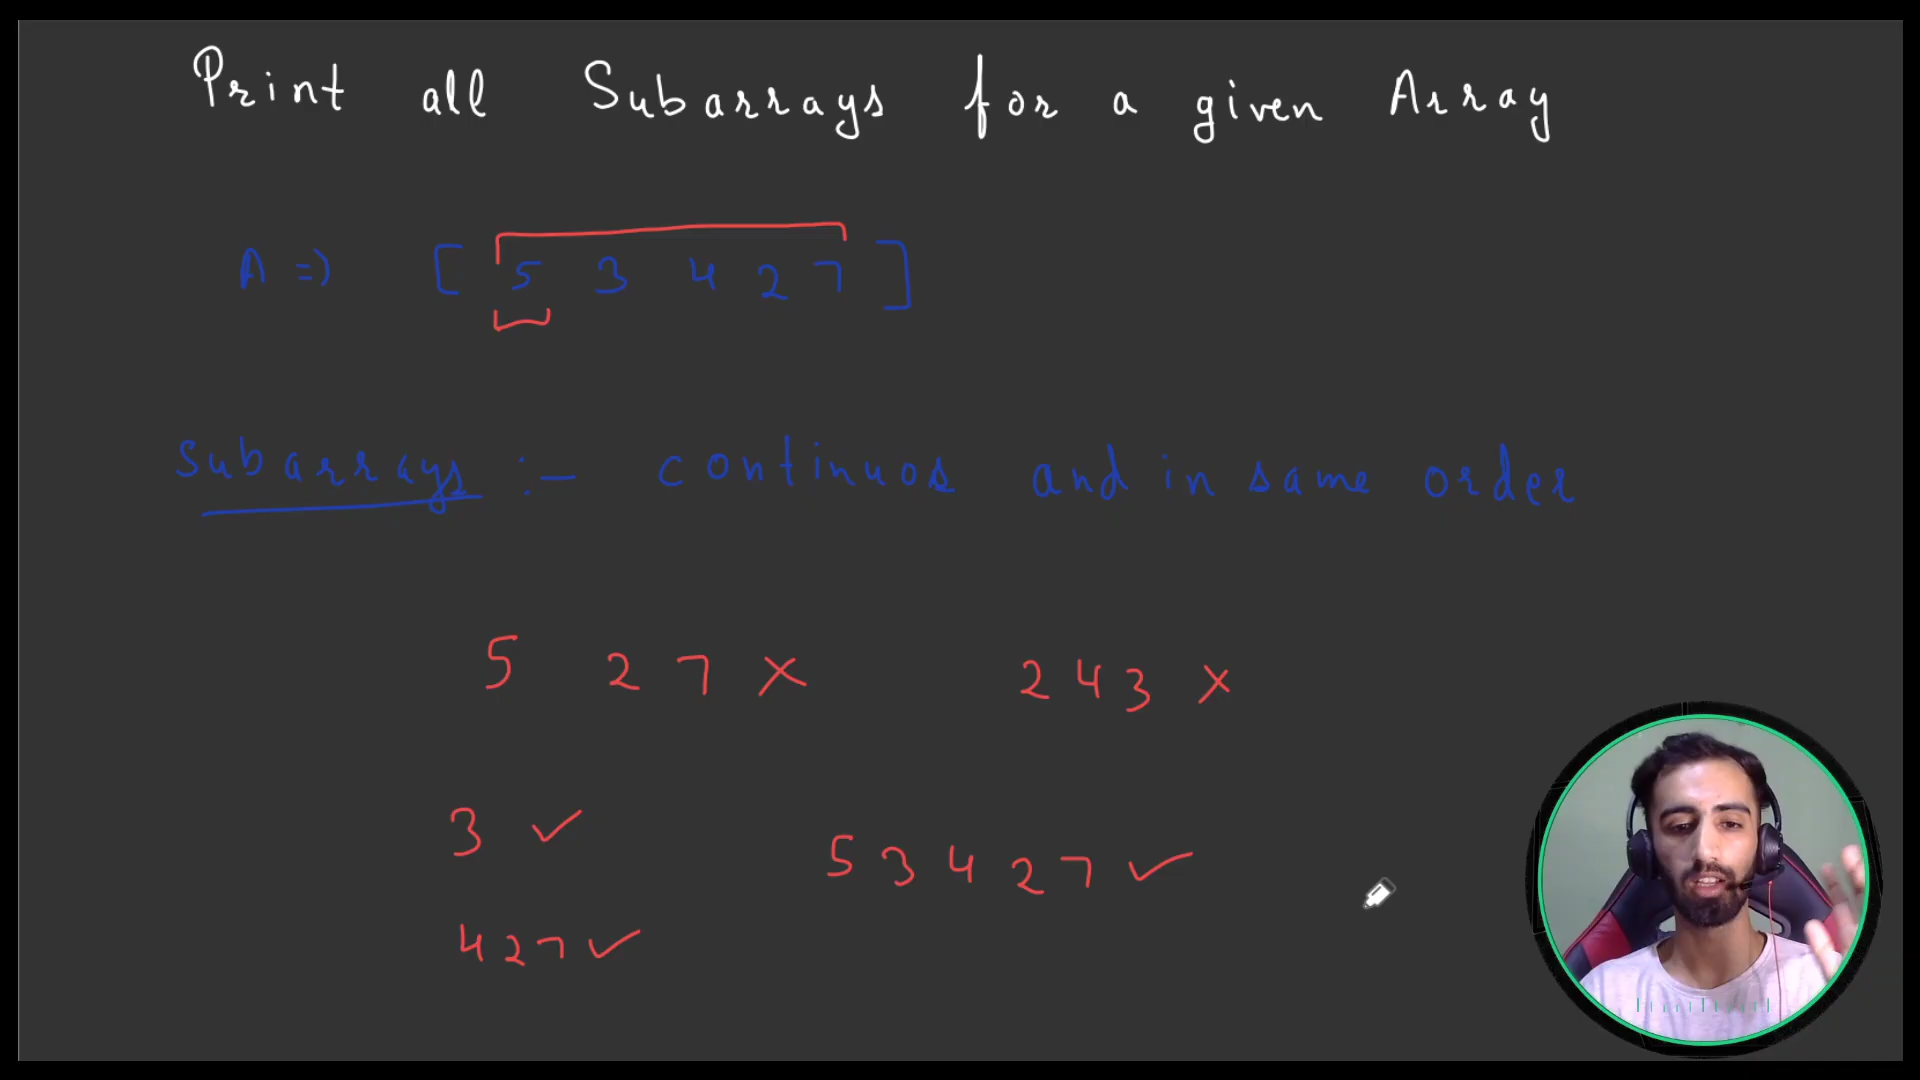 Print all Subarrays for a given Array
A => [ 5 3 4 2 7 ]
Subarrays :- continuos and in same order
5 2 7 × 2 4 3 ×
3 ✓
5 3 4 2 7 ✓
4 2 7 ✓